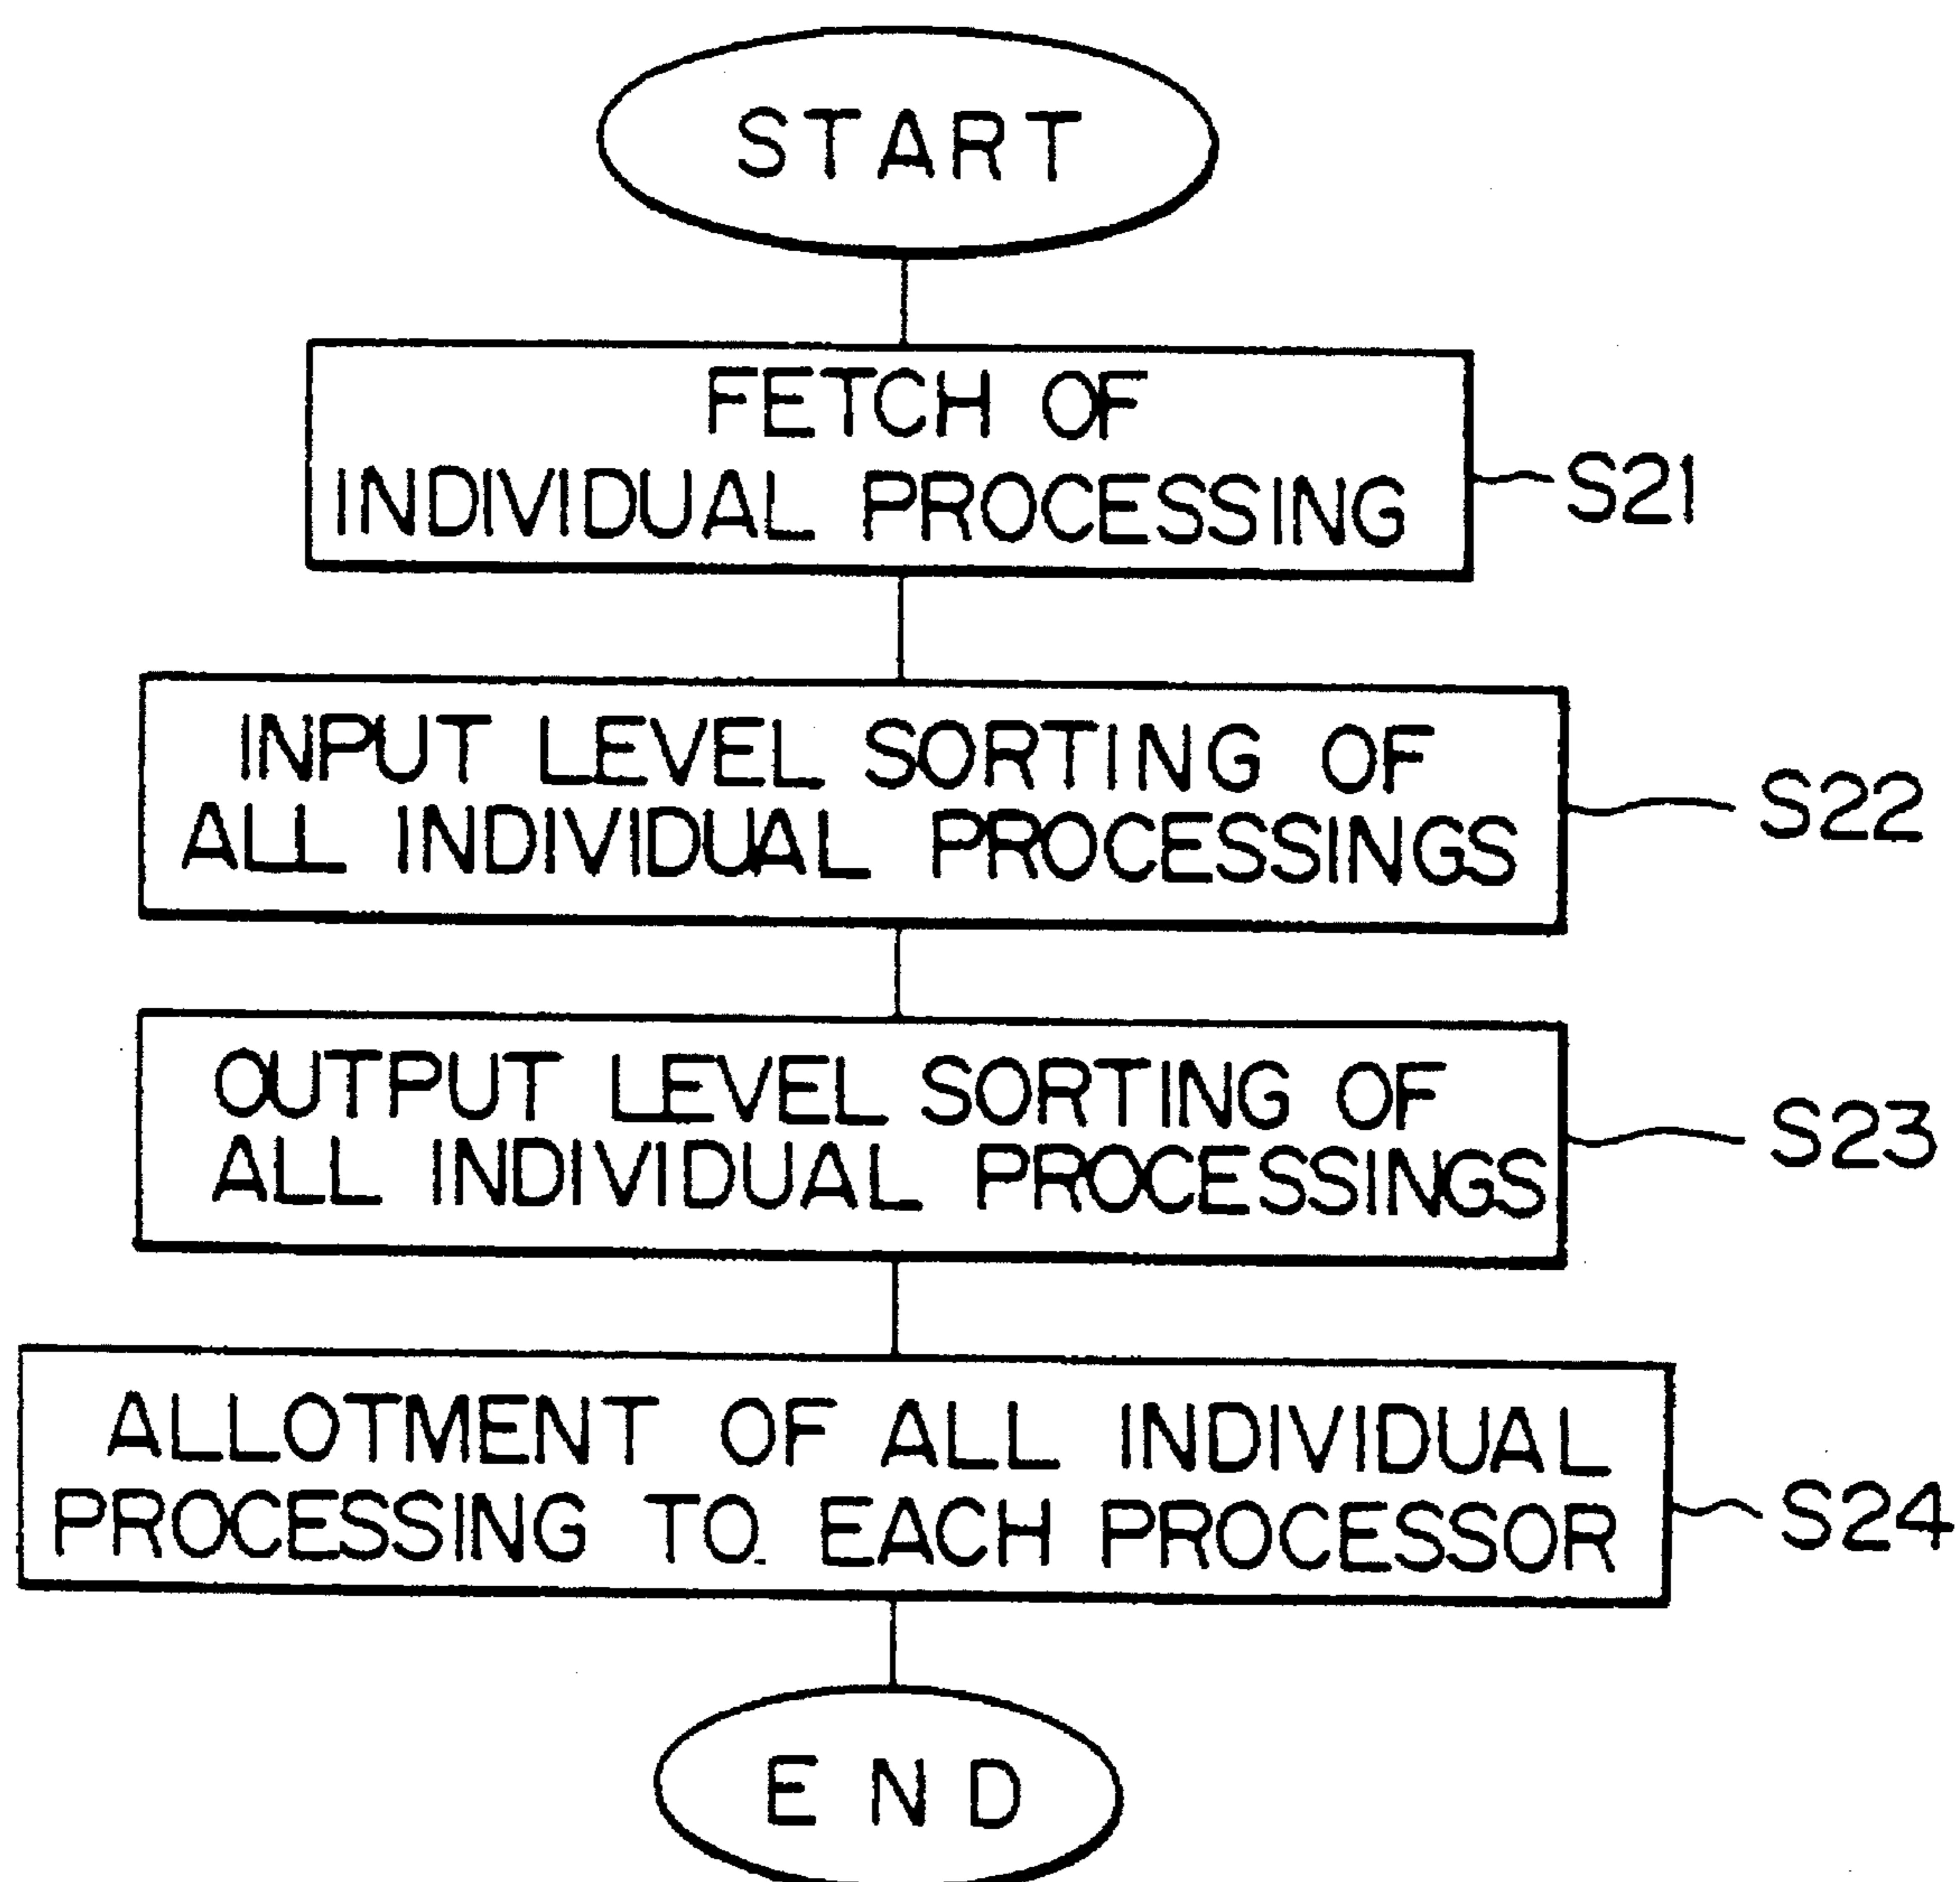 START
FETCH OF
INDIVIDUAL PROCESSING
S21
INPUT LEVEL SORTING OF
ALL INDIVIDUAL PROCESSINGS
S22
OUTPUT LEVEL SORTING OF
ALL INDIVIDUAL PROCESSINGS
S23
ALLOTMENT OF ALL INDIVIDUAL
PROCESSING TO EACH PROCESSOR
S24
END